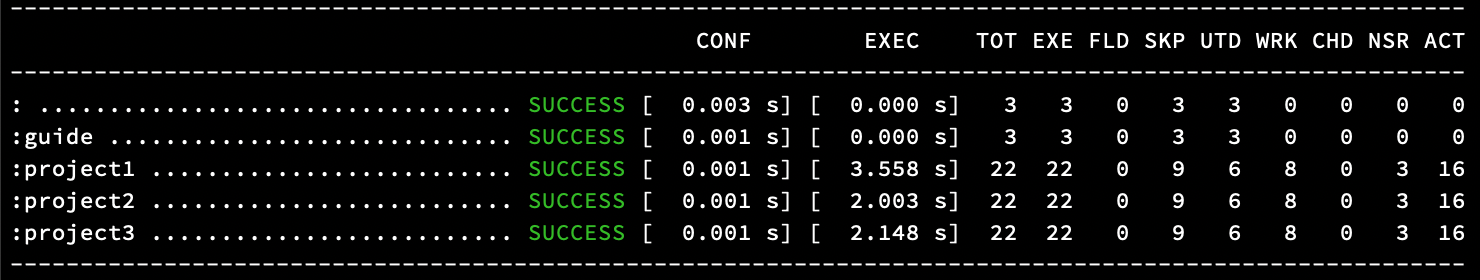 --------------------------------------------------------------------------------------------------------
                                                 CONF        EXEC    TOT EXE FLD SKP UTD WRK CHD NSR ACT
--------------------------------------------------------------------------------------------------------
: .................................. SUCCESS [  0.003 s] [  0.000 s]   3   3   0   3   3   0   0   0   0
:guide ............................. SUCCESS [  0.001 s] [  0.000 s]   3   3   0   3   3   0   0   0   0
:project1 .......................... SUCCESS [  0.001 s] [  3.558 s]  22  22   0   9   6   8   0   3  16
:project2 .......................... SUCCESS [  0.001 s] [  2.003 s]  22  22   0   9   6   8   0   3  16
:project3 .......................... SUCCESS [  0.001 s] [  2.148 s]  22  22   0   9   6   8   0   3  16
--------------------------------------------------------------------------------------------------------